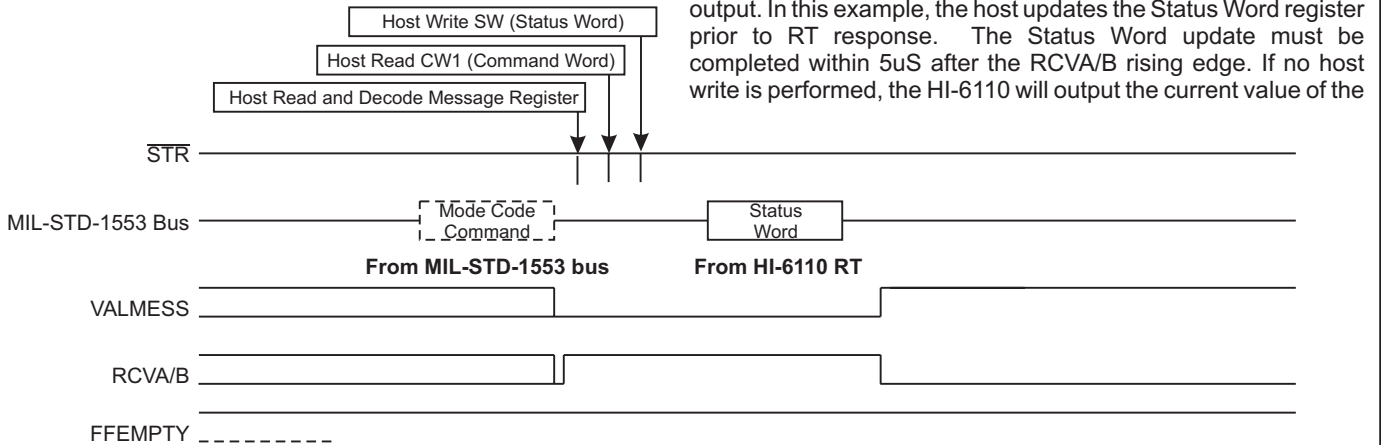 output. In this example, the host updates the Status Word register
prior to RT response. The Status Word update must be
completed within 5uS after the RCVA/B rising edge. If no host
write is performed, the HI-6110 will output the current value of the
Host Write SW (Status Word)
Host Read CW1 (Command Word)
Host Read and Decode Message Register
STR
MIL-STD-1553 Bus
Mode Code
Command
Status
Word
From MIL-STD-1553 bus
From HI-6110 RT
VALMESS
RCVA/B
FFEMPTY